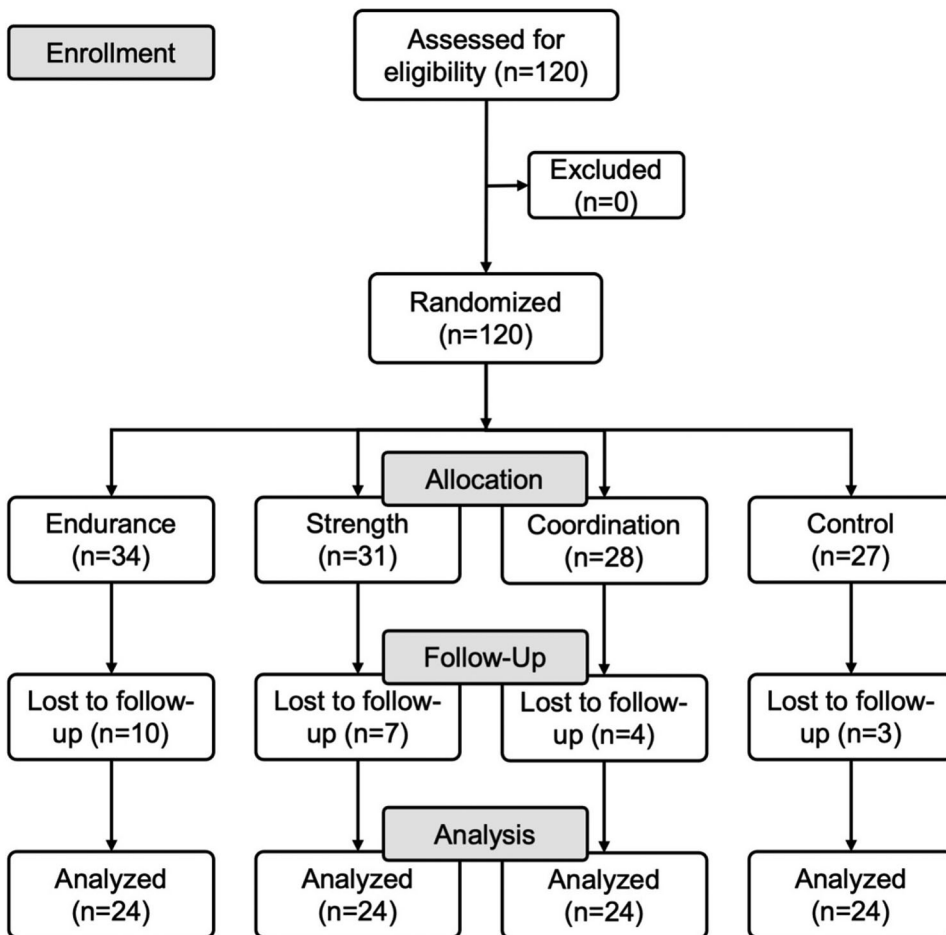 Enrollment
Assessed for
eligibility (n=120)
Excluded
(n=0)
Randomized
(n=120)
Allocation
Endurance
(n=34)
Strength
(n=31)
Coordination
(n=28)
Control
(n=27)
Follow-Up
Lost to follow-
up (n=10)
Lost to follow-
up (n=7)
Lost to follow-
up (n=4)
Lost to follow-
up (n=3)
Analysis
Analyzed
(n=24)
Analyzed
(n=24)
Analyzed
(n=24)
Analyzed
(n=24)